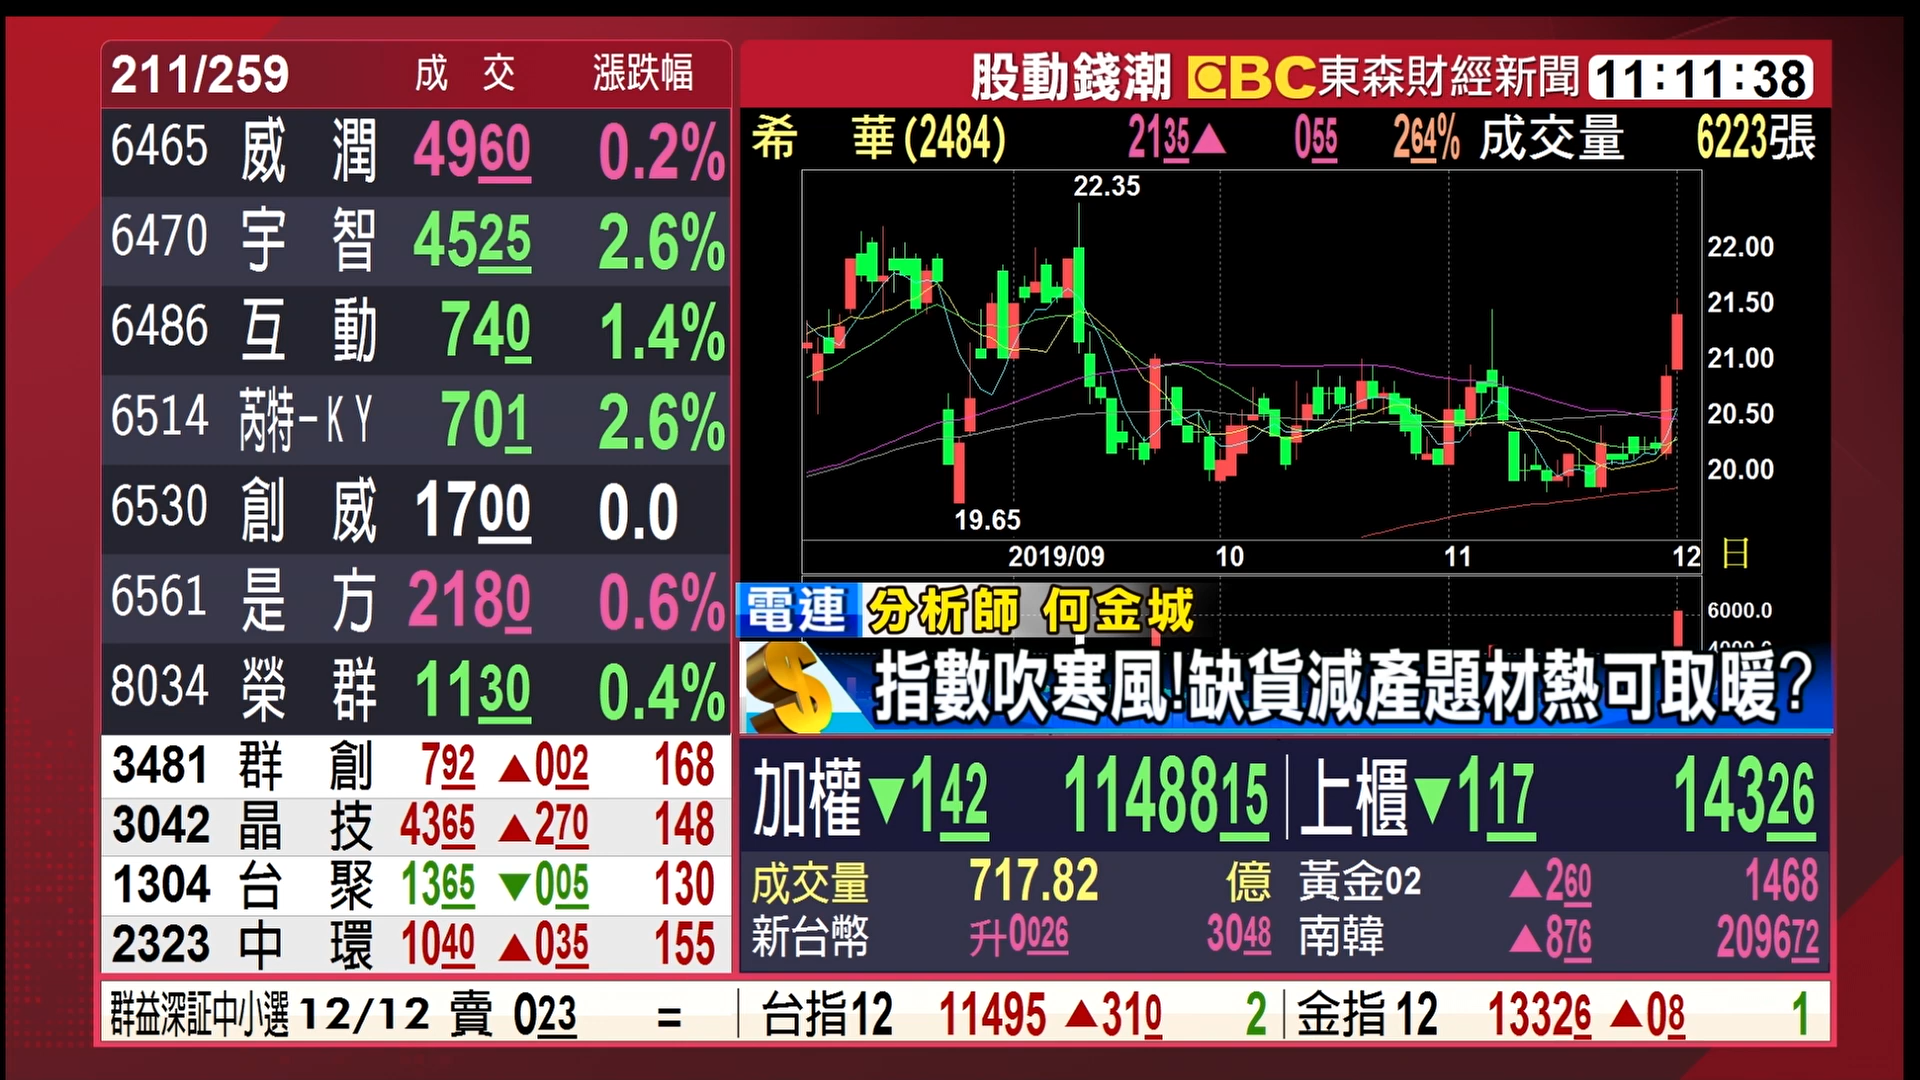 211/259 成交 漲跌幅
6465 威潤 4960 0.2%
6470 宇智 4525 2.6%
6486 互動 740 1.4%
6514 芮特-KY 701 2.6%
6530 創威 1700 0.0
6561 是方 2180 0.6%
8034 榮群 1130 0.4%
3481 群創 792 ▲002 168
3042 晶技 4365 ▲270 148
1304 台聚 1365 ▼005 130
2323 中環 1040 ▲035 155
股動錢潮 EBC東森財經新聞 11:11:38
希華(2484) 2135▲ 055 264% 成交量 6223張
22.35
22.00
21.50
21.00
20.50
20.00
19.65
2019/09 10 11 12 日
6000.0
電連 分析師 何金城
指數吹寒風!缺貨減產題材熱可取暖?
加權▼142 1148815 上櫃▼117 14326
成交量 717.82 億 黃金02 ▲260 1468
新台幣 升0026 3048 南韓 ▲876 209672
群益深証中小選 12/12 賣 023 = 台指12 11495 ▲310 2 金指12 13326 ▲08 1